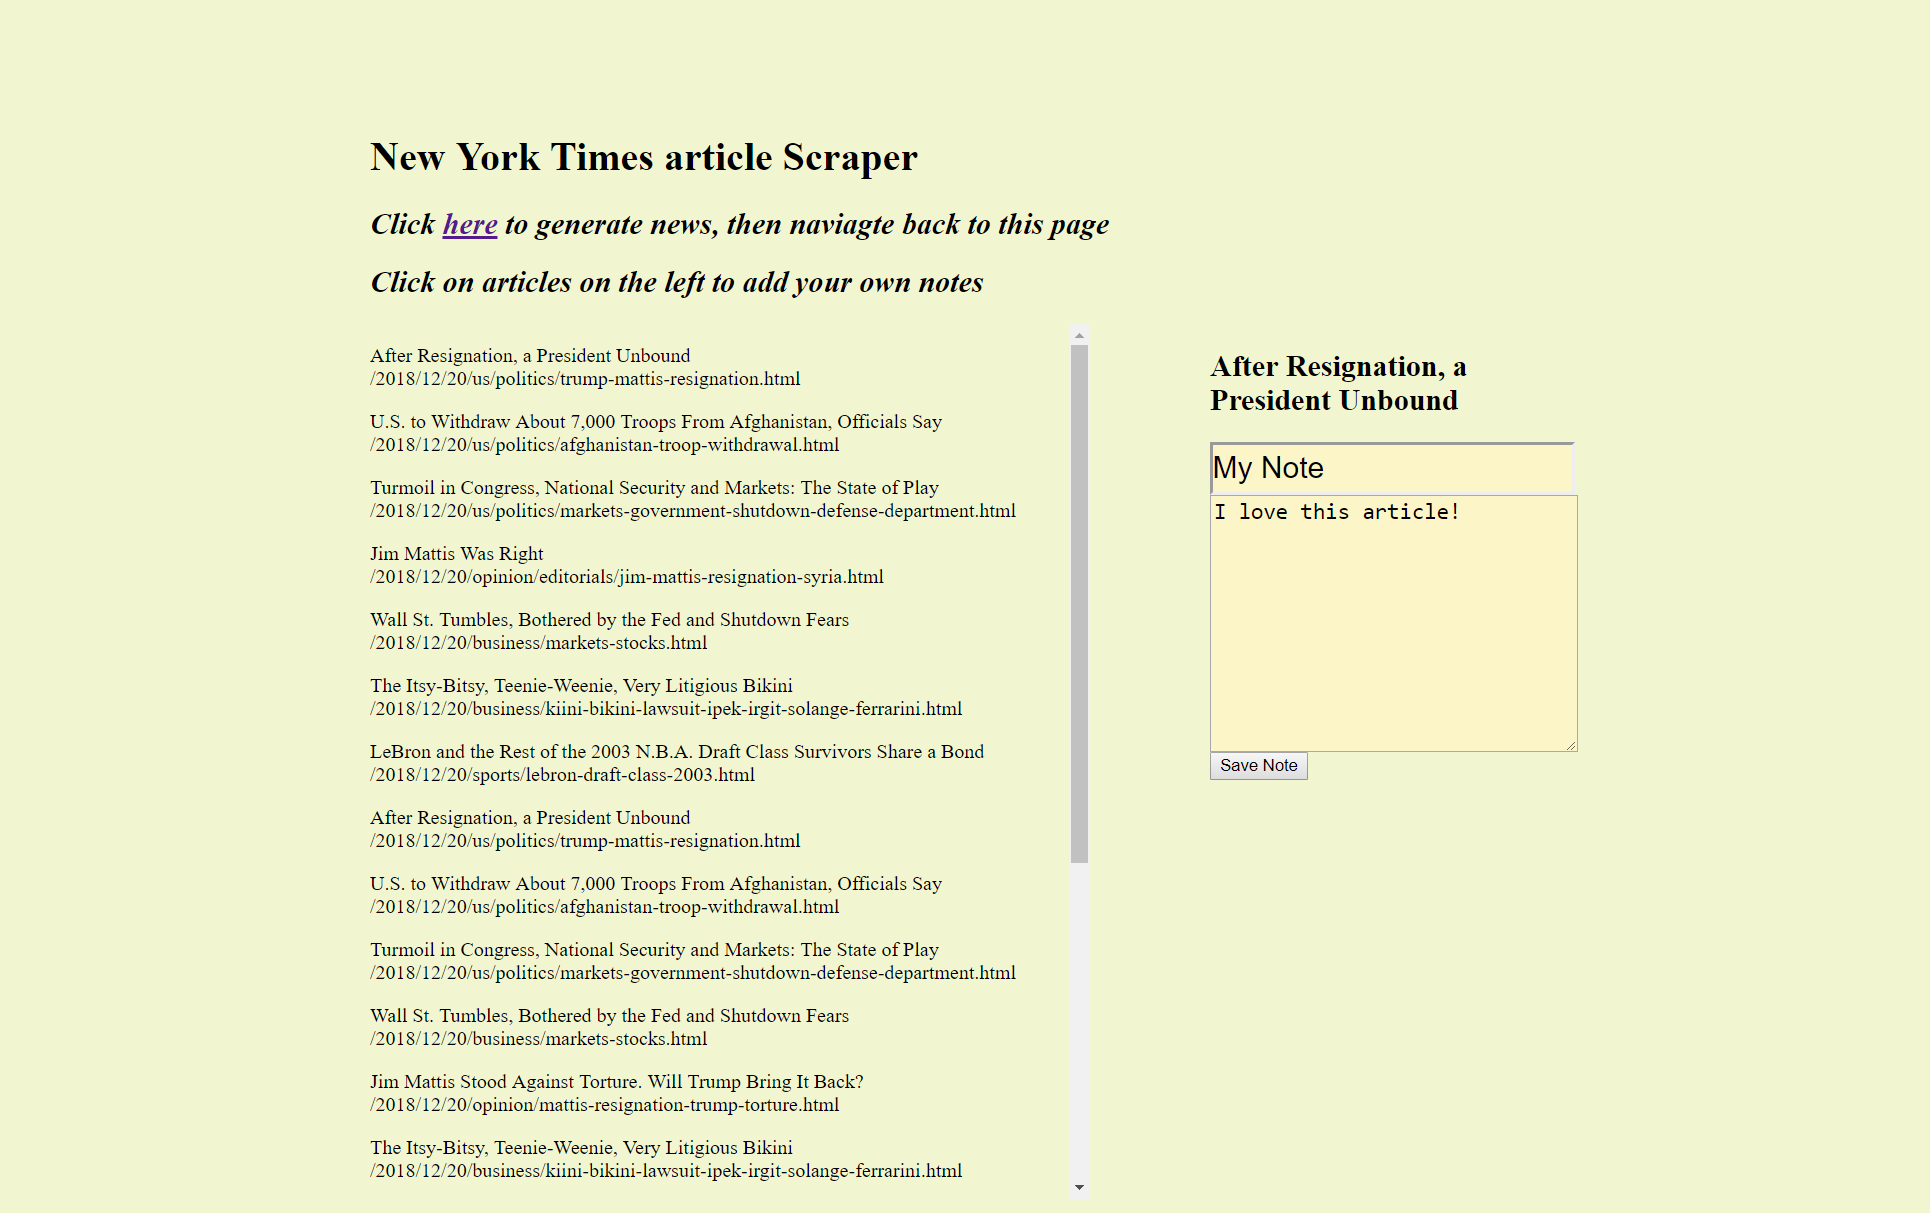 New York Times article Scraper
Click here to generate news, then naviagte back to this page
Click on articles on the left to add your own notes
After Resignation, a President Unbound
/2018/12/20/us/politics/trump-mattis-resignation.html
U.S. to Withdraw About 7,000 Troops From Afghanistan, Officials Say
/2018/12/20/us/politics/afghanistan-troop-withdrawal.html
Turmoil in Congress, National Security and Markets: The State of Play
/2018/12/20/us/politics/markets-government-shutdown-defense-department.html
Jim Mattis Was Right
/2018/12/20/opinion/editorials/jim-mattis-resignation-syria.html
Wall St. Tumbles, Bothered by the Fed and Shutdown Fears
/2018/12/20/business/markets-stocks.html
The Itsy-Bitsy, Teenie-Weenie, Very Litigious Bikini
/2018/12/20/business/kiini-bikini-lawsuit-ipek-irgit-solange-ferrarini.html
LeBron and the Rest of the 2003 N.B.A. Draft Class Survivors Share a Bond
/2018/12/20/sports/lebron-draft-class-2003.html
After Resignation, a President Unbound
/2018/12/20/us/politics/trump-mattis-resignation.html
U.S. to Withdraw About 7,000 Troops From Afghanistan, Officials Say
/2018/12/20/us/politics/afghanistan-troop-withdrawal.html
Turmoil in Congress, National Security and Markets: The State of Play
/2018/12/20/us/politics/markets-government-shutdown-defense-department.html
Wall St. Tumbles, Bothered by the Fed and Shutdown Fears
/2018/12/20/business/markets-stocks.html
Jim Mattis Stood Against Torture. Will Trump Bring It Back?
/2018/12/20/opinion/mattis-resignation-trump-torture.html
The Itsy-Bitsy, Teenie-Weenie, Very Litigious Bikini
/2018/12/20/business/kiini-bikini-lawsuit-ipek-irgit-solange-ferrarini.html
After Resignation, a
President Unbound
My Note
I love this article!
Save Note